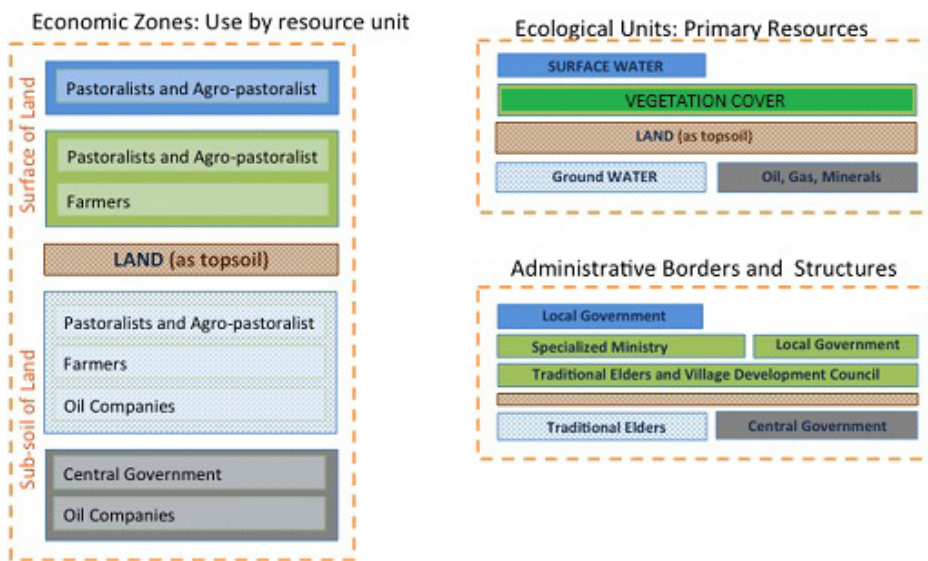 Economic Zones: Use by resource unit
Surface of Land
Pastoralists and Agro-pastoralist
Pastoralists and Agro-pastoralist
Farmers
LAND (as topsoil)
Sub-soil of Land
Pastoralists and Agro-pastoralist
Farmers
Oil Companies
Central Government
Oil Companies
Ecological Units: Primary Resources
SURFACE WATER
VEGETATION COVER
LAND (as topsoil)
Ground WATER
Oil, Gas, Minerals
Administrative Borders and Structures
Local Government
Specialized Ministry
Local Government
Traditional Elders and Village Development Council
Traditional Elders
Central Government